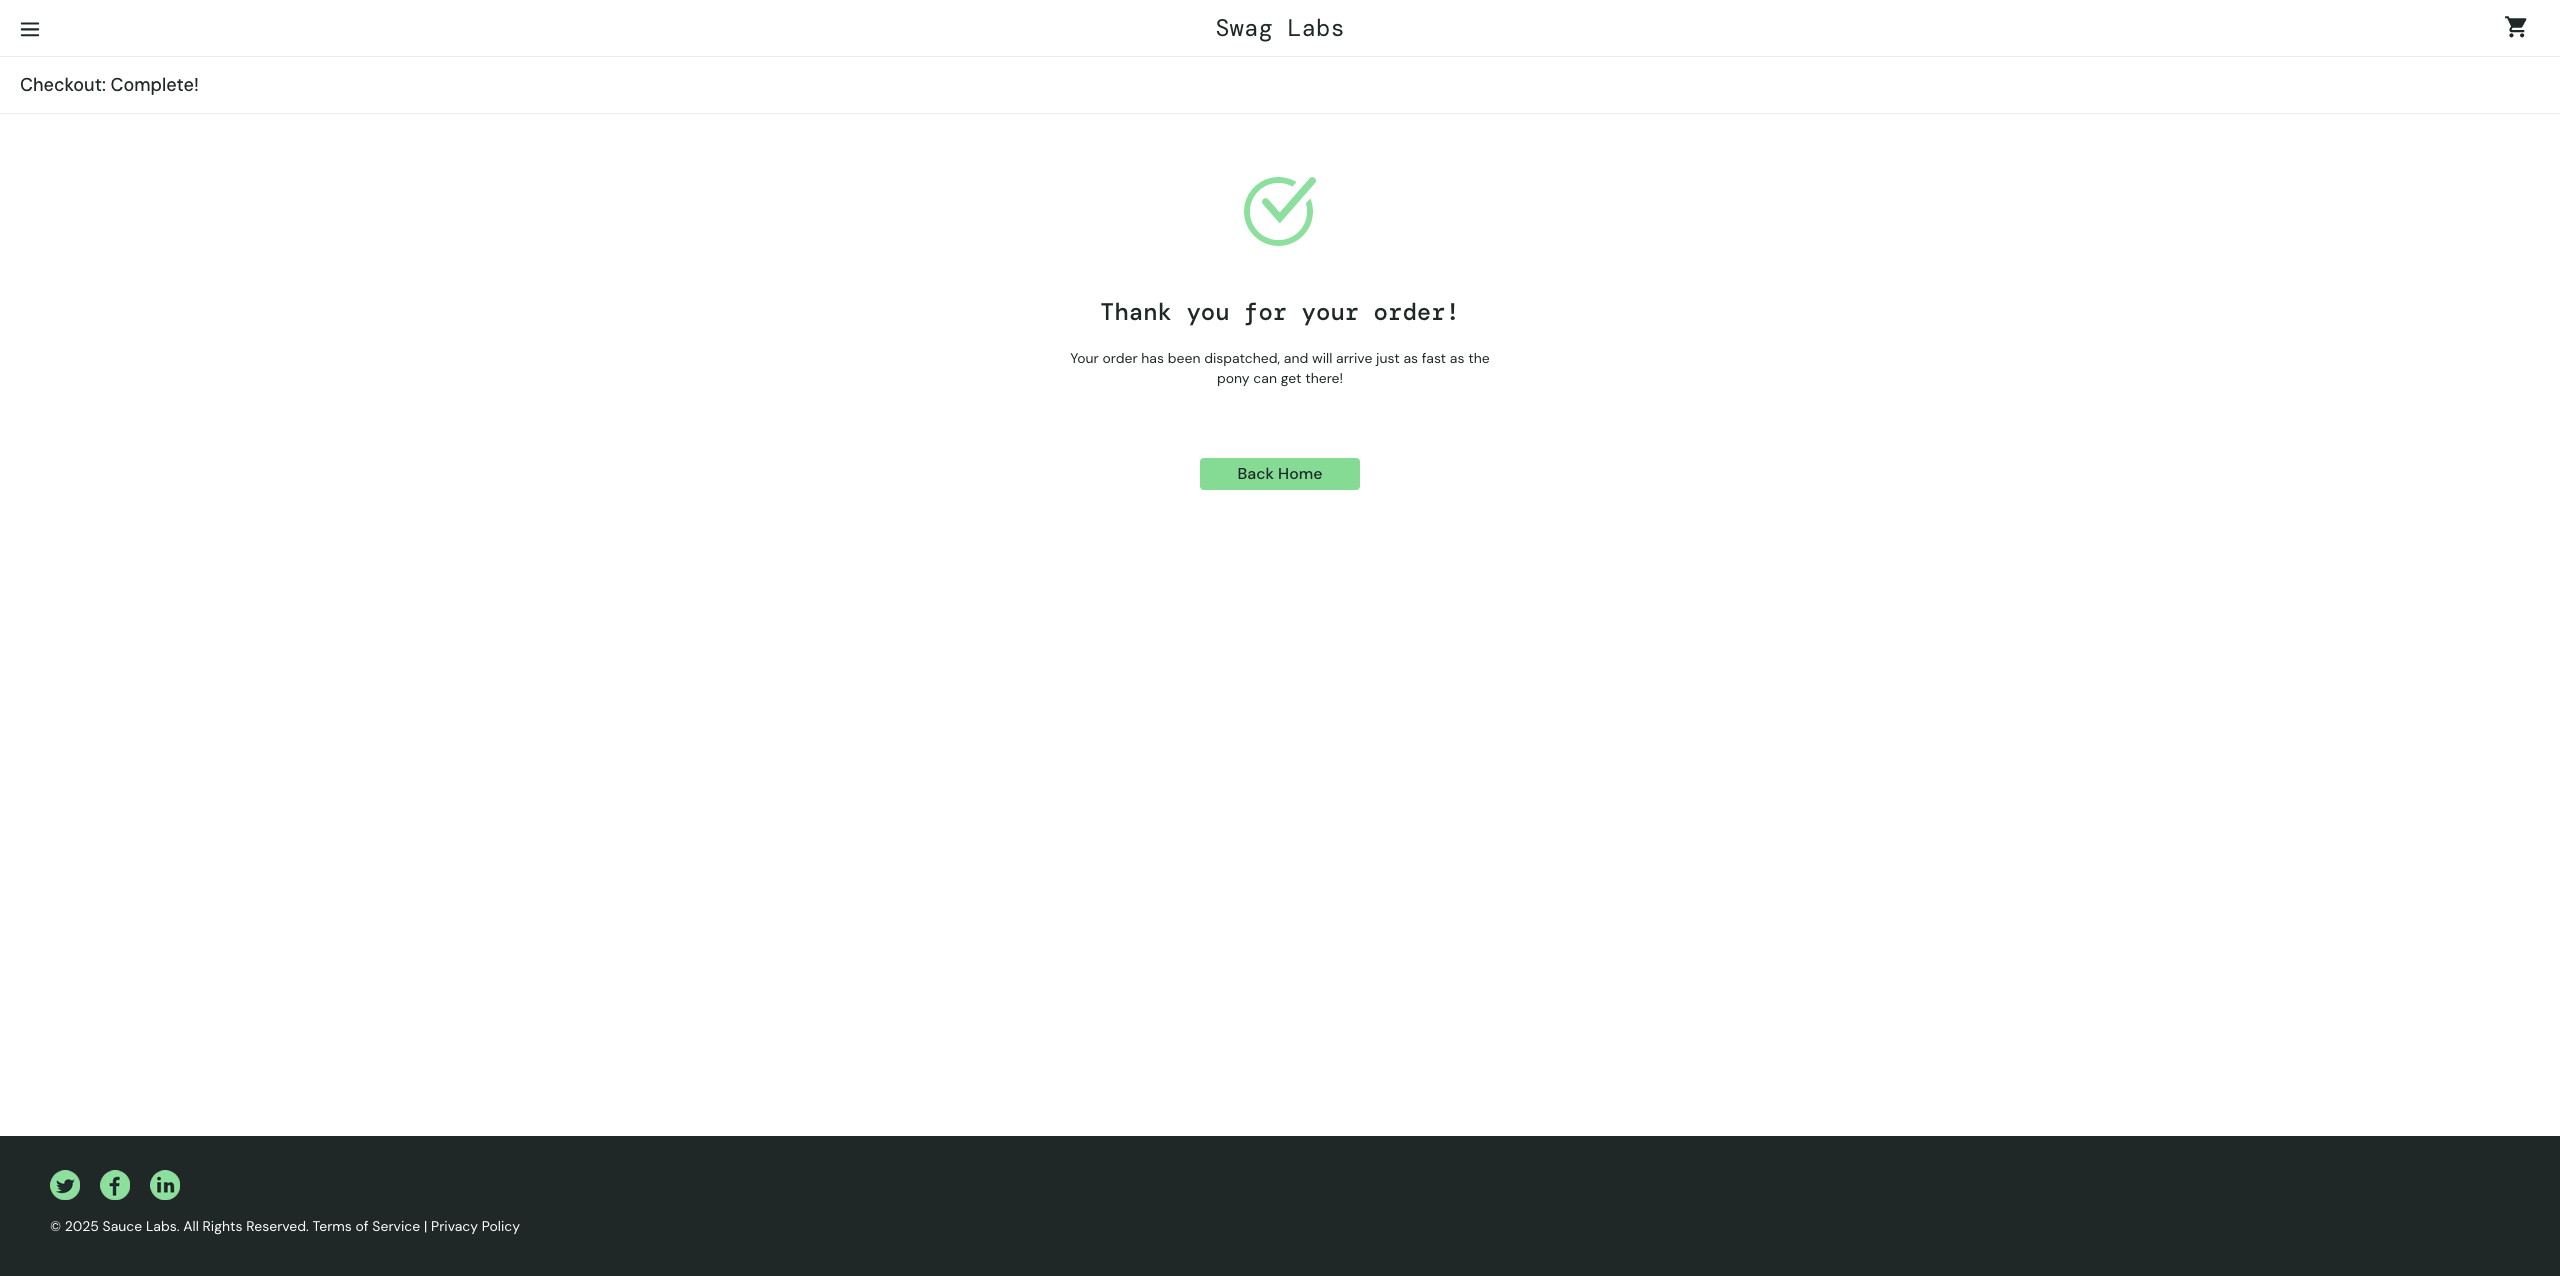 Swag Labs
Checkout: Complete!
Thank you for your order!
Your order has been dispatched, and will arrive just as fast as the
pony can get there!
Back Home
© 2025 Sauce Labs. All Rights Reserved. Terms of Service | Privacy Policy